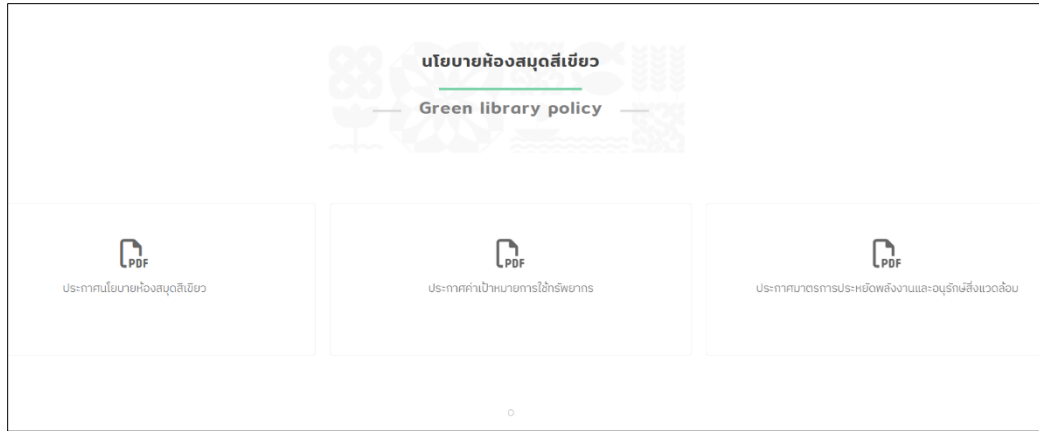 นโยบายห้องสมุดสีเขียว
Green library policy
PDF
ประกาศนโยบายห้องสมุดสีเขียว
PDF
ประกาศค่าเป้าหมายการใช้ทรัพยากร
PDF
ประกาศมาตรการประหยัดพลังงานและอนุรักษ์สิ่งแวดล้อม